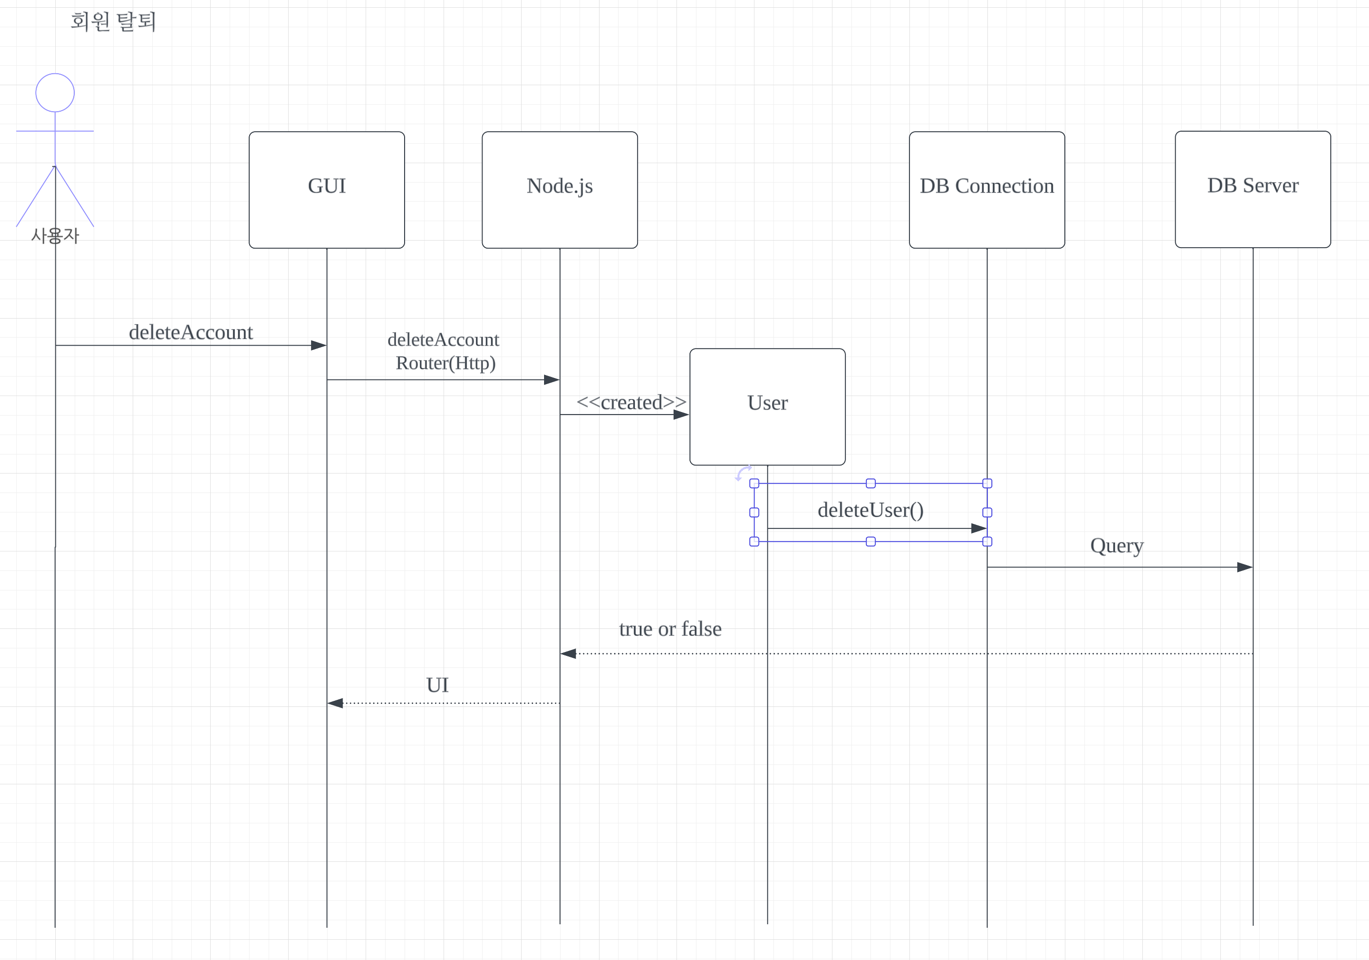 회원 탈퇴
사용자
GUI
Node.js
DB Connection
DB Server
deleteAccount
deleteAccount
Router(Http)
<<created>>
User
deleteUser()
Query
true or false
UI